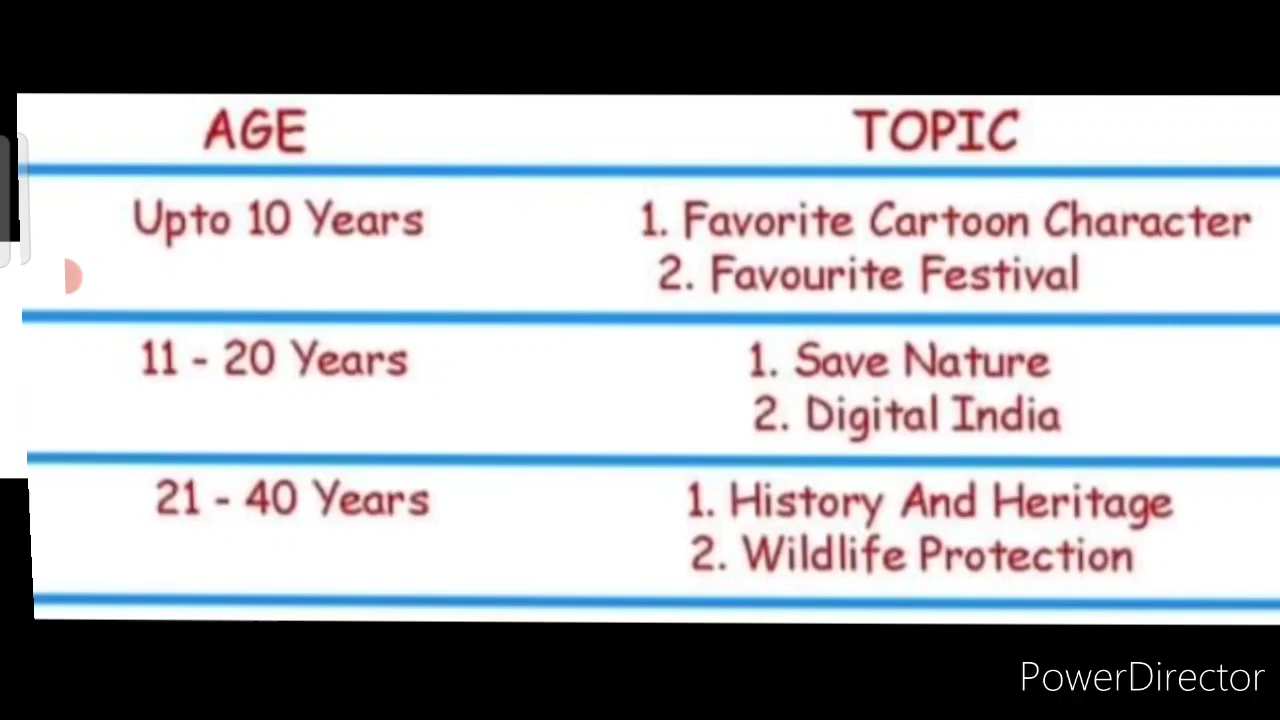 AGE TOPIC
Upto 10 Years 1. Favorite Cartoon Character
2. Favourite Festival
11 - 20 Years 1. Save Nature
2. Digital India
21 - 40 Years 1. History And Heritage
2. Wildlife Protection
PowerDirector